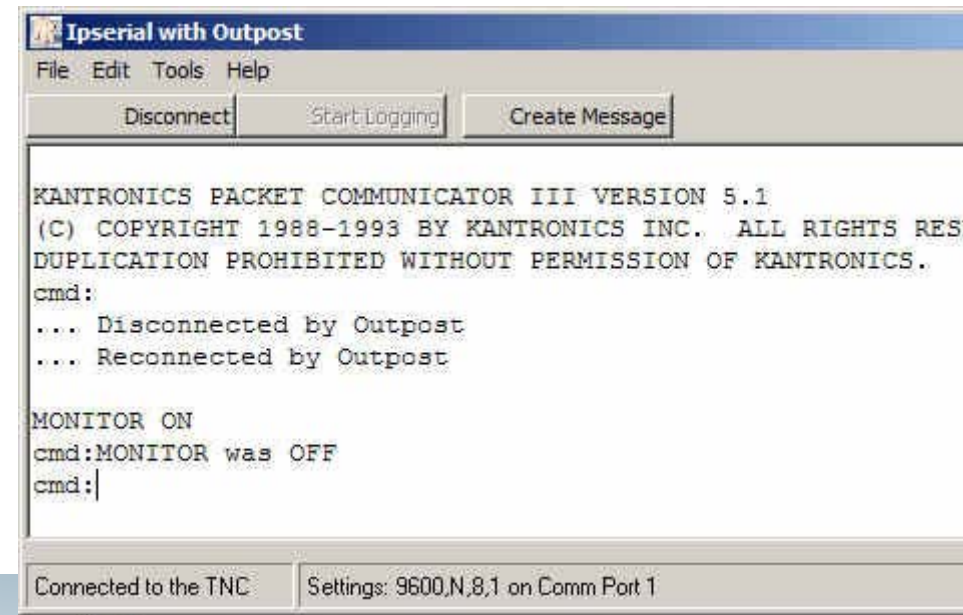 Ipserial with Outpost
File Edit Tools Help
Disconnect Start Logging Create Message
KANTRONICS PACKET COMMUNICATOR III VERSION 5.1
(C) COPYRIGHT 1988-1993 BY KANTRONICS INC. ALL RIGHTS RES
DUPLICATION PROHIBITED WITHOUT PERMISSION OF KANTRONICS.
cmd:
... Disconnected by Outpost
... Reconnected by Outpost
MONITOR ON
cmd:MONITOR was OFF
cmd:
Connected to the TNC Settings: 9600,N,8,1 on Comm Port 1